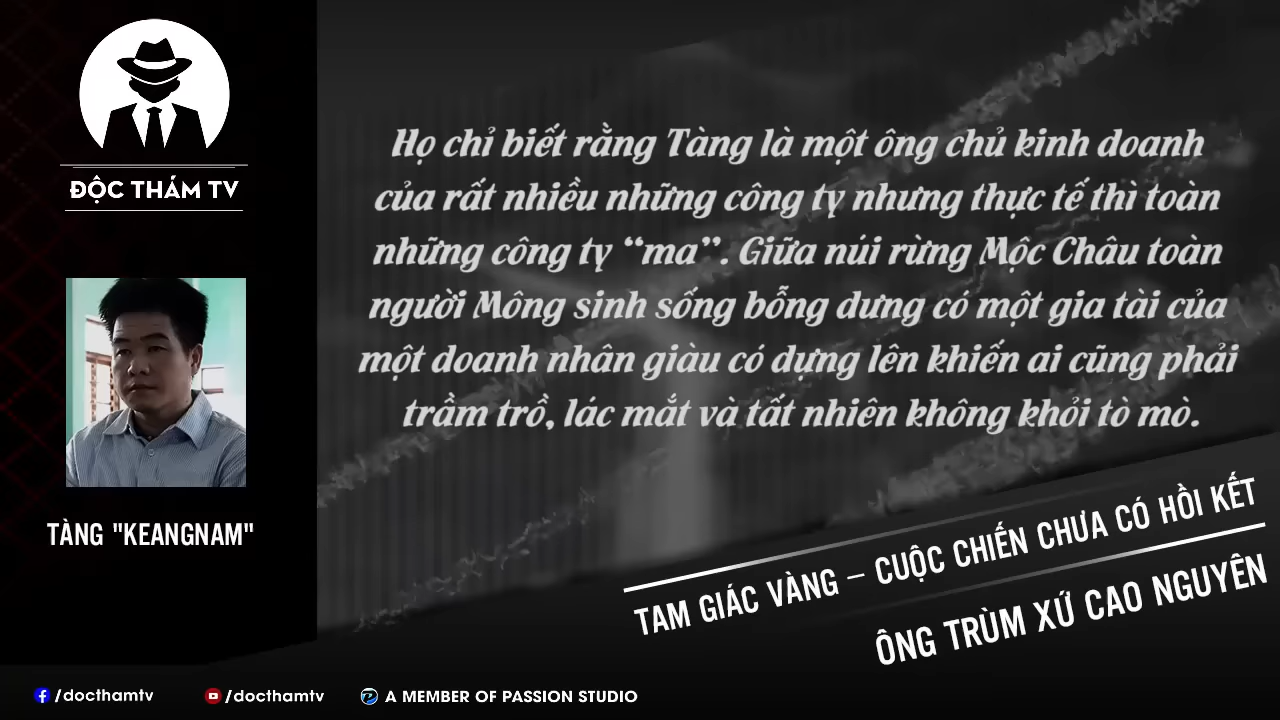 ĐỘC THÁM TV
TÀNG "KEANGNAM"
Họ chỉ biết rằng Tàng là một ông chủ kinh doanh
của rất nhiều những công ty nhưng thực tế thì toàn
những công ty “ma”. Giữa núi rừng Mộc Châu toàn
người Mông sinh sống bỗng dưng có một gia tài của
một doanh nhân giàu có dựng lên khiến ai cũng phải
trầm trồ, lác mắt và tất nhiên không khỏi tò mò.
TAM GIÁC VÀNG – CUỘC CHIẾN CHƯA CÓ HỒI KẾT
ÔNG TRÙM XỨ CAO NGUYÊN
/docthamtv
/docthamtv
A MEMBER OF PASSION STUDIO